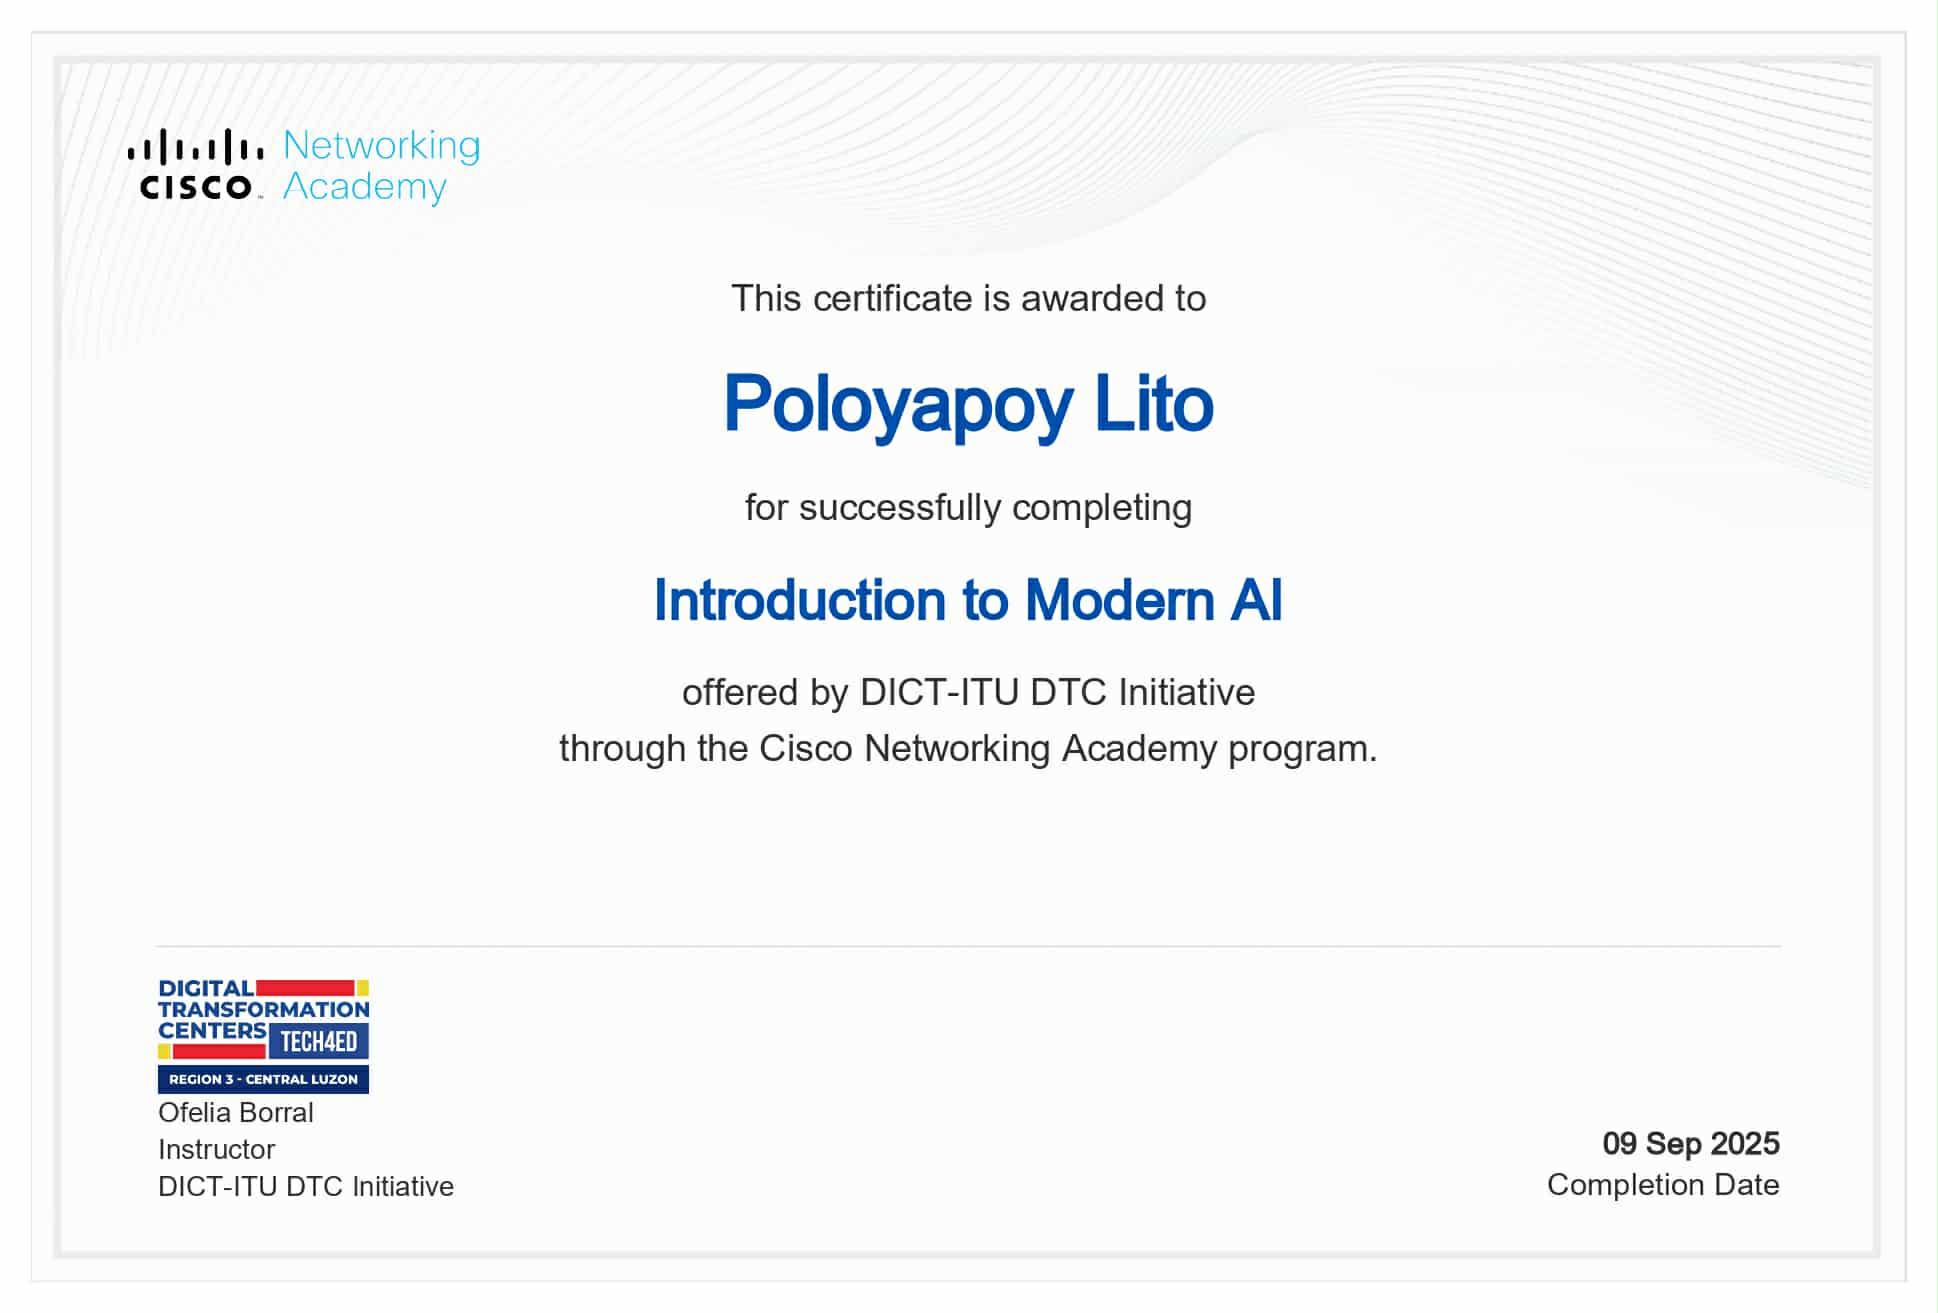 CISCO™
Networking
Academy
This certificate is awarded to
Poloyapoy Lito
for successfully completing
Introduction to Modern AI
offered by DICT-ITU DTC Initiative
through the Cisco Networking Academy program.
DIGITAL
TRANSFORMATION
CENTERS
TECH4ED
REGION 3 - CENTRAL LUZON
Ofelia Borral
Instructor
DICT-ITU DTC Initiative
09 Sep 2025
Completion Date